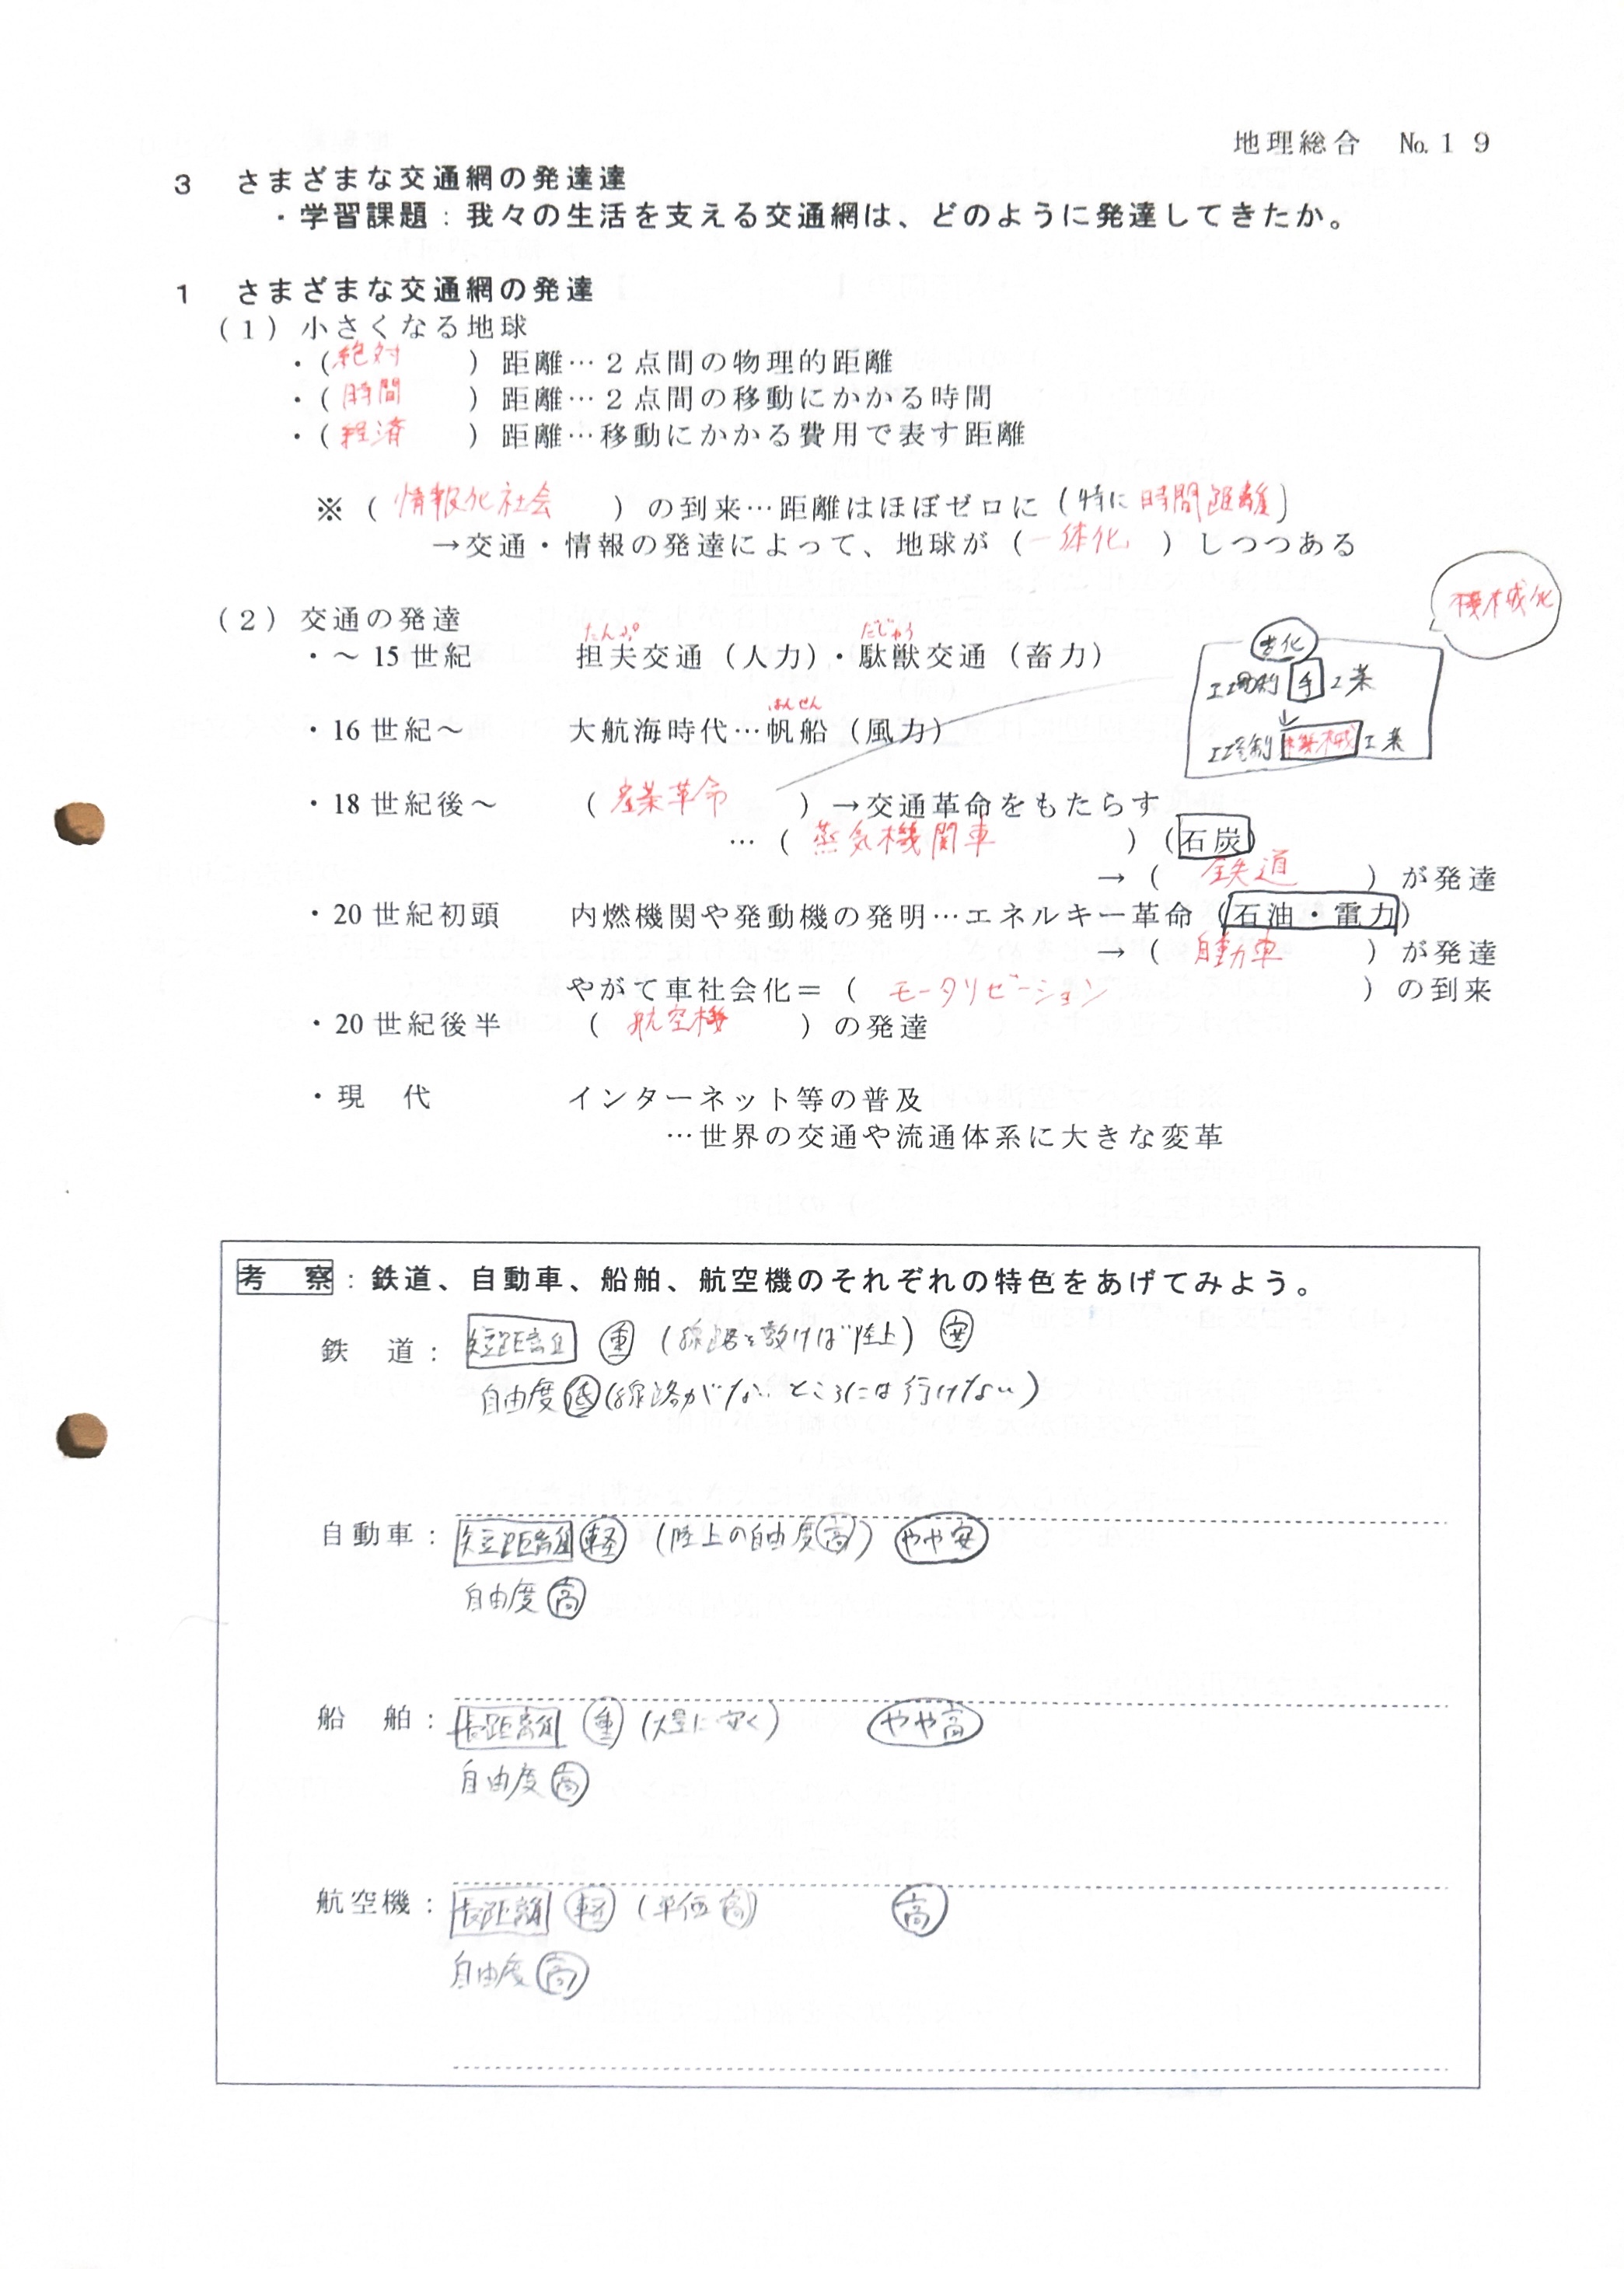 地理総合 No.19
3 さまざまな交通網の発達達
・学習課題：我々の生活を支える交通網は、どのように発達してきたか。
1 さまざまな交通網の発達
（1）小さくなる地球
・（絶対）距離…２点間の物理的距離
・（時間）距離…２点間の移動にかかる時間
・（経済）距離…移動にかかる費用で表す距離
※（情報化社会）の到来…距離はほぼゼロに（特に時間距離）
→交通・情報の発達によって、地球が（一体化）しつつある
機械化
（2）交通の発達
たんぷ だじゅう
・～15世紀 担夫交通（人力）・駄獣交通（畜力）
変化
工場制手工業
↓
工場制機械工業
はんせん
・16世紀～ 大航海時代…帆船（風力）
・18世紀後～ （産業革命）→交通革命をもたらす
…（蒸気機関車）（石炭）
→（鉄道）が発達
・20世紀初頭 内燃機関や発動機の発明…エネルキー革命（石油・電力）
→（自動車）が発達
やがて車社会化＝（モータリゼーション）の到来
・20世紀後半 （航空機）の発達
・現代 インターネット等の普及
…世界の交通や流通体系に大きな変革
考察：鉄道、自動車、船舶、航空機のそれぞれの特色をあげてみよう。
鉄道：短距離 重（線路を敷けば陸上）安
自由度低（線路がないところには行けない）
自動車：短距離 軽（陸上の自由度高）やや安
自由度高
船舶：長距離 重（大量に安く）やや高
自由度高
航空機：長距離 軽（単価高）高
自由度高